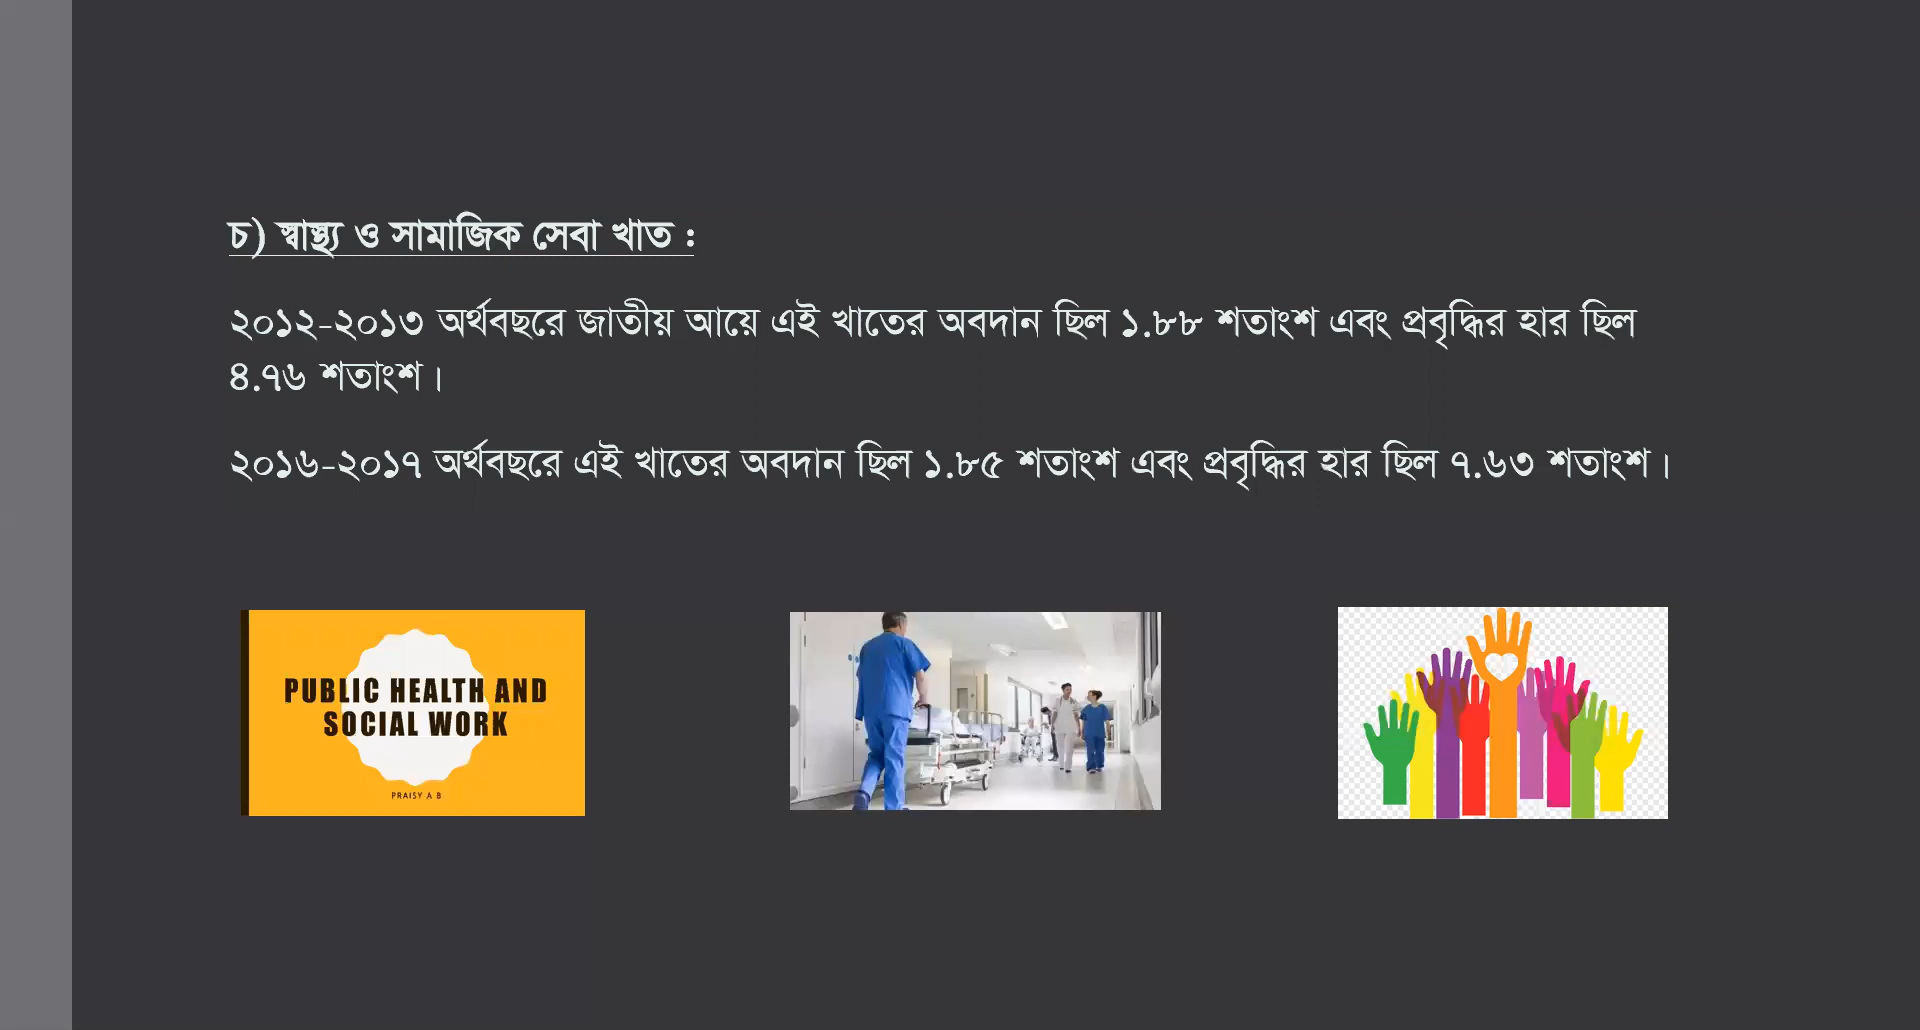 চ) স্বাস্থ্য ও সামাজিক সেবা খাত :
২০১২-২০১৩ অর্থবছরে জাতীয় আয়ে এই খাতের অবদান ছিল ১.৮৮ শতাংশ এবং প্রবৃদ্ধির হার ছিল
৪.৭৬ শতাংশ।
২০১৬-২০১৭ অর্থবছরে এই খাতের অবদান ছিল ১.৮৫ শতাংশ এবং প্রবৃদ্ধির হার ছিল ৭.৬৩ শতাংশ।
PUBLIC HEALTH AND
SOCIAL WORK
PRAISY A B